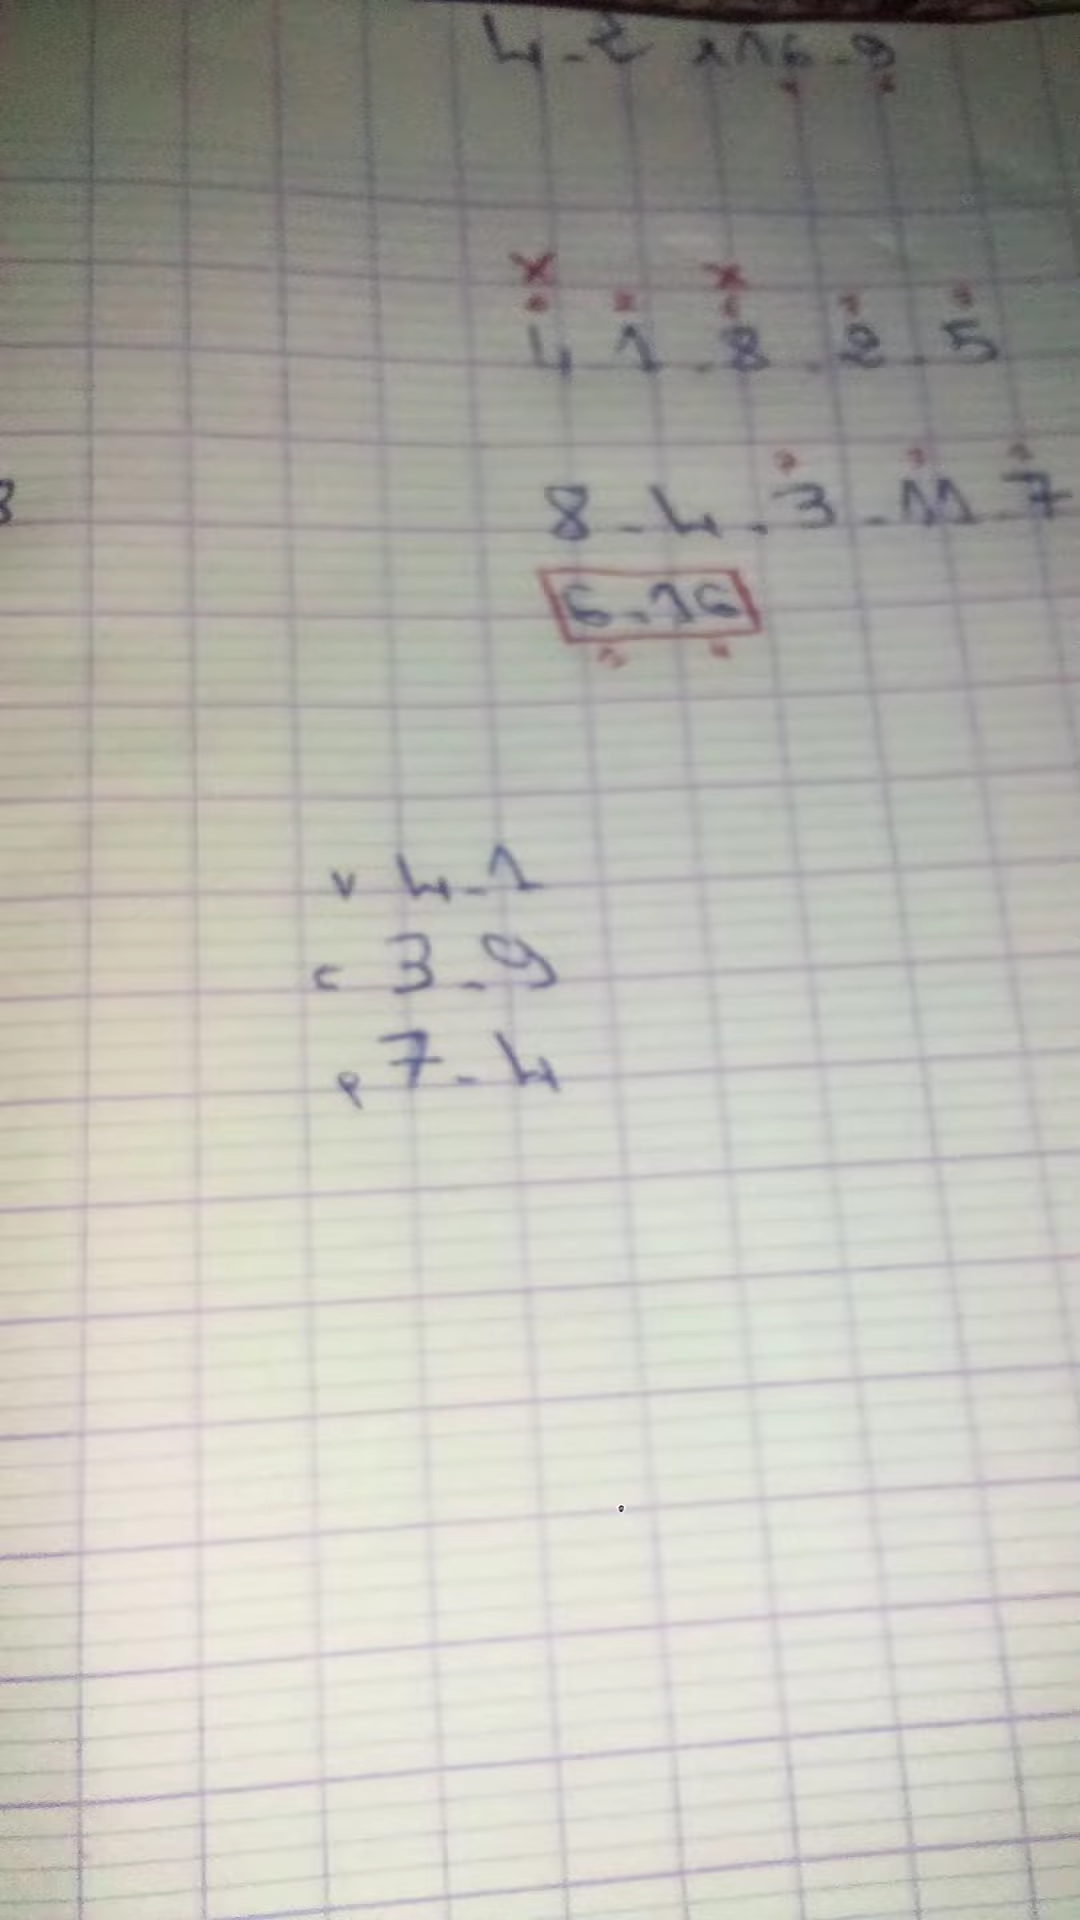 4 - 2 x 16 - 9
x x
4 1 - 8 - 2 - 5
3 8 - 4 - 3 - 11 - 7
6 - 16
v 4 - 1
c 3 - 9
p 7 - 4